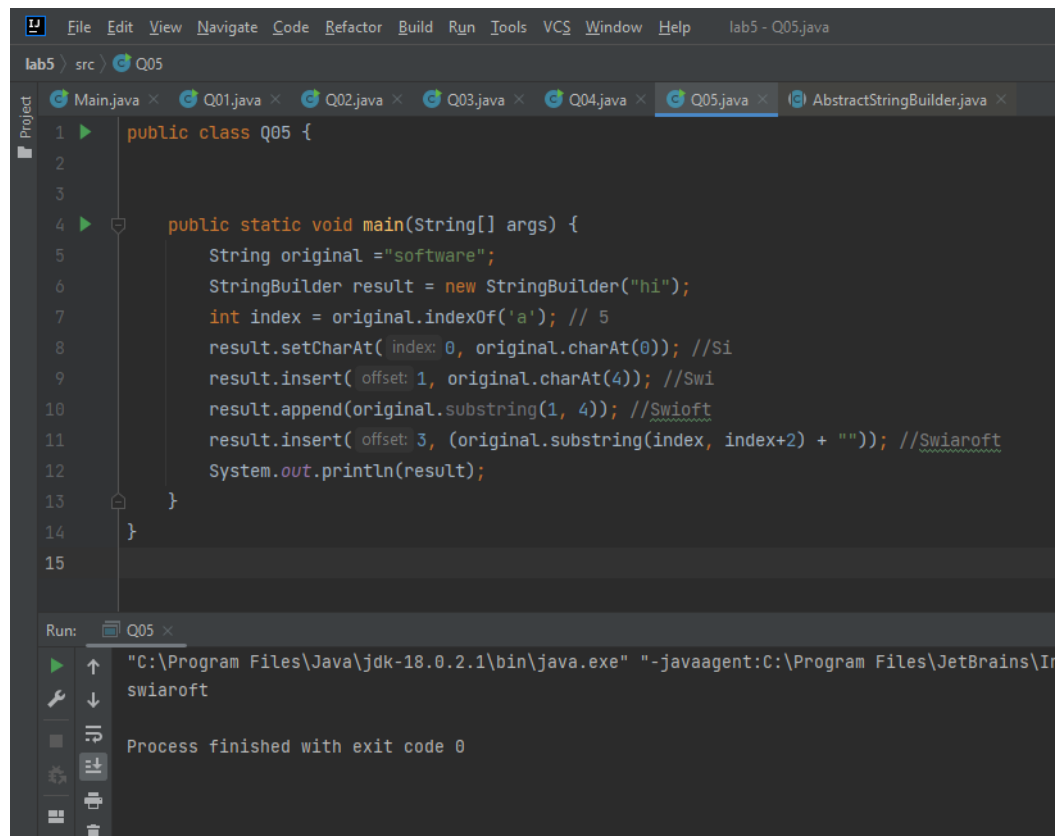 File Edit View Navigate Code Refactor Build Run Tools VCS Window Help lab5 - Q05.java
lab5 〉 src 〉 Q05
Main.java × Q01.java × Q02.java × Q03.java × Q04.java × Q05.java × AbstractStringBuilder.java ×
Project
1 public class Q05 {
2
3
4 public static void main(String[] args) {
5 String original ="software";
6 StringBuilder result = new StringBuilder("hi");
7 int index = original.indexOf('a'); // 5
8 result.setCharAt( index: 0, original.charAt(0)); //Si
9 result.insert( offset: 1, original.charAt(4)); //Swi
10 result.append(original.substring(1, 4)); //Swioft
11 result.insert( offset: 3, (original.substring(index, index+2) + "")); //Swiaroft
12 System.out.println(result);
13 }
14 }
15
Run: Q05 ×
"C:\Program Files\Java\jdk-18.0.2.1\bin\java.exe" "-javaagent:C:\Program Files\JetBrains\
swiaroft
Process finished with exit code 0